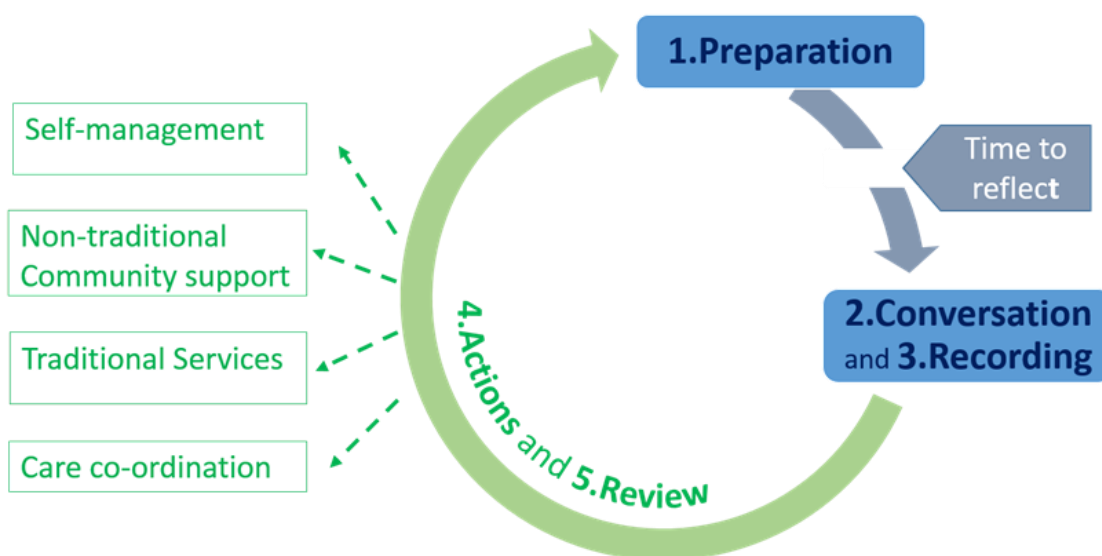 1.Preparation
Time to
reflect
2.Conversation
and 3.Recording
4.Actions and 5.Review
Self-management
Non-traditional
Community support
Traditional Services
Care co-ordination